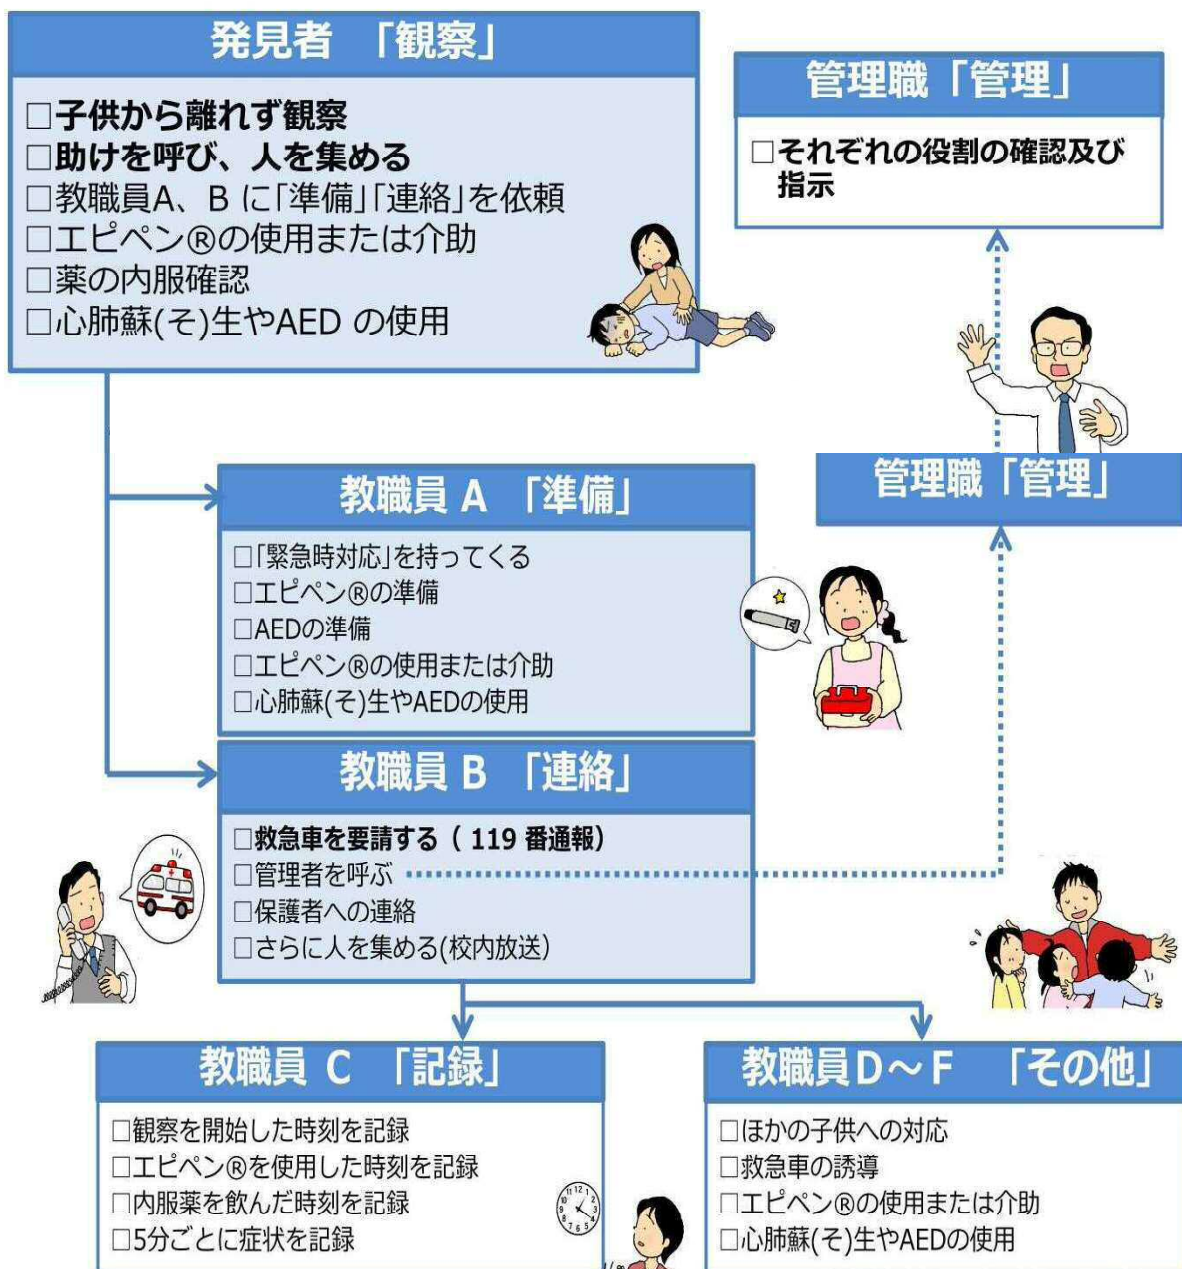 発見者 「観察」
□子供から離れず観察
□助けを呼び、人を集める
□教職員A、B に｢準備｣｢連絡｣を依頼
□エピペン®の使用または介助
□薬の内服確認
□心肺蘇(そ)生やAED の使用
管理職「管理」
□それぞれの役割の確認及び
指示
管理職「管理」
教職員 A 「準備」
□｢緊急時対応｣を持ってくる
□エピペン®の準備
□AEDの準備
□エピペン®の使用または介助
□心肺蘇(そ)生やAEDの使用
教職員 B 「連絡」
□救急車を要請する（ 119 番通報）
□管理者を呼ぶ
□保護者への連絡
□さらに人を集める(校内放送）
教職員 C 「記録」
□観察を開始した時刻を記録
□エピペン®を使用した時刻を記録
□内服薬を飲んだ時刻を記録
□5分ごとに症状を記録
11 12 1
10 2
9 3
8 4
7 6 5
教職員D～F 「その他」
□ほかの子供への対応
□救急車の誘導
□エピペン®の使用または介助
□心肺蘇(そ)生やAEDの使用